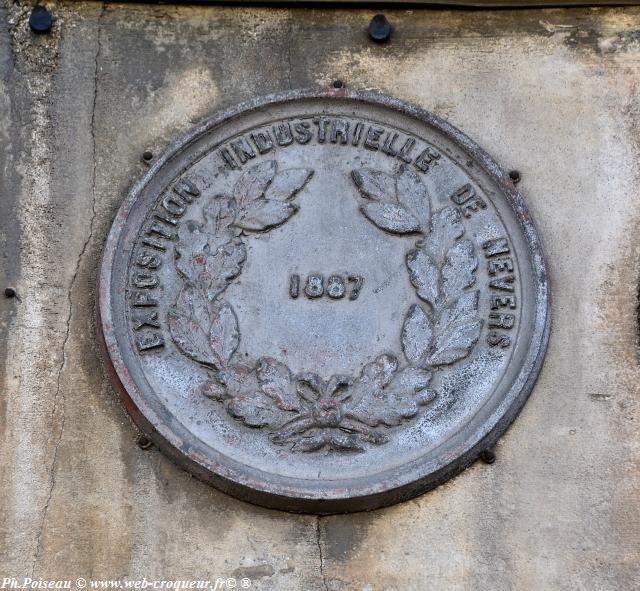 EXPOSITION INDUSTRIELLE DE NEVERS
1887
Ph.Poiseau © www-web-croqueur.fr ® ®